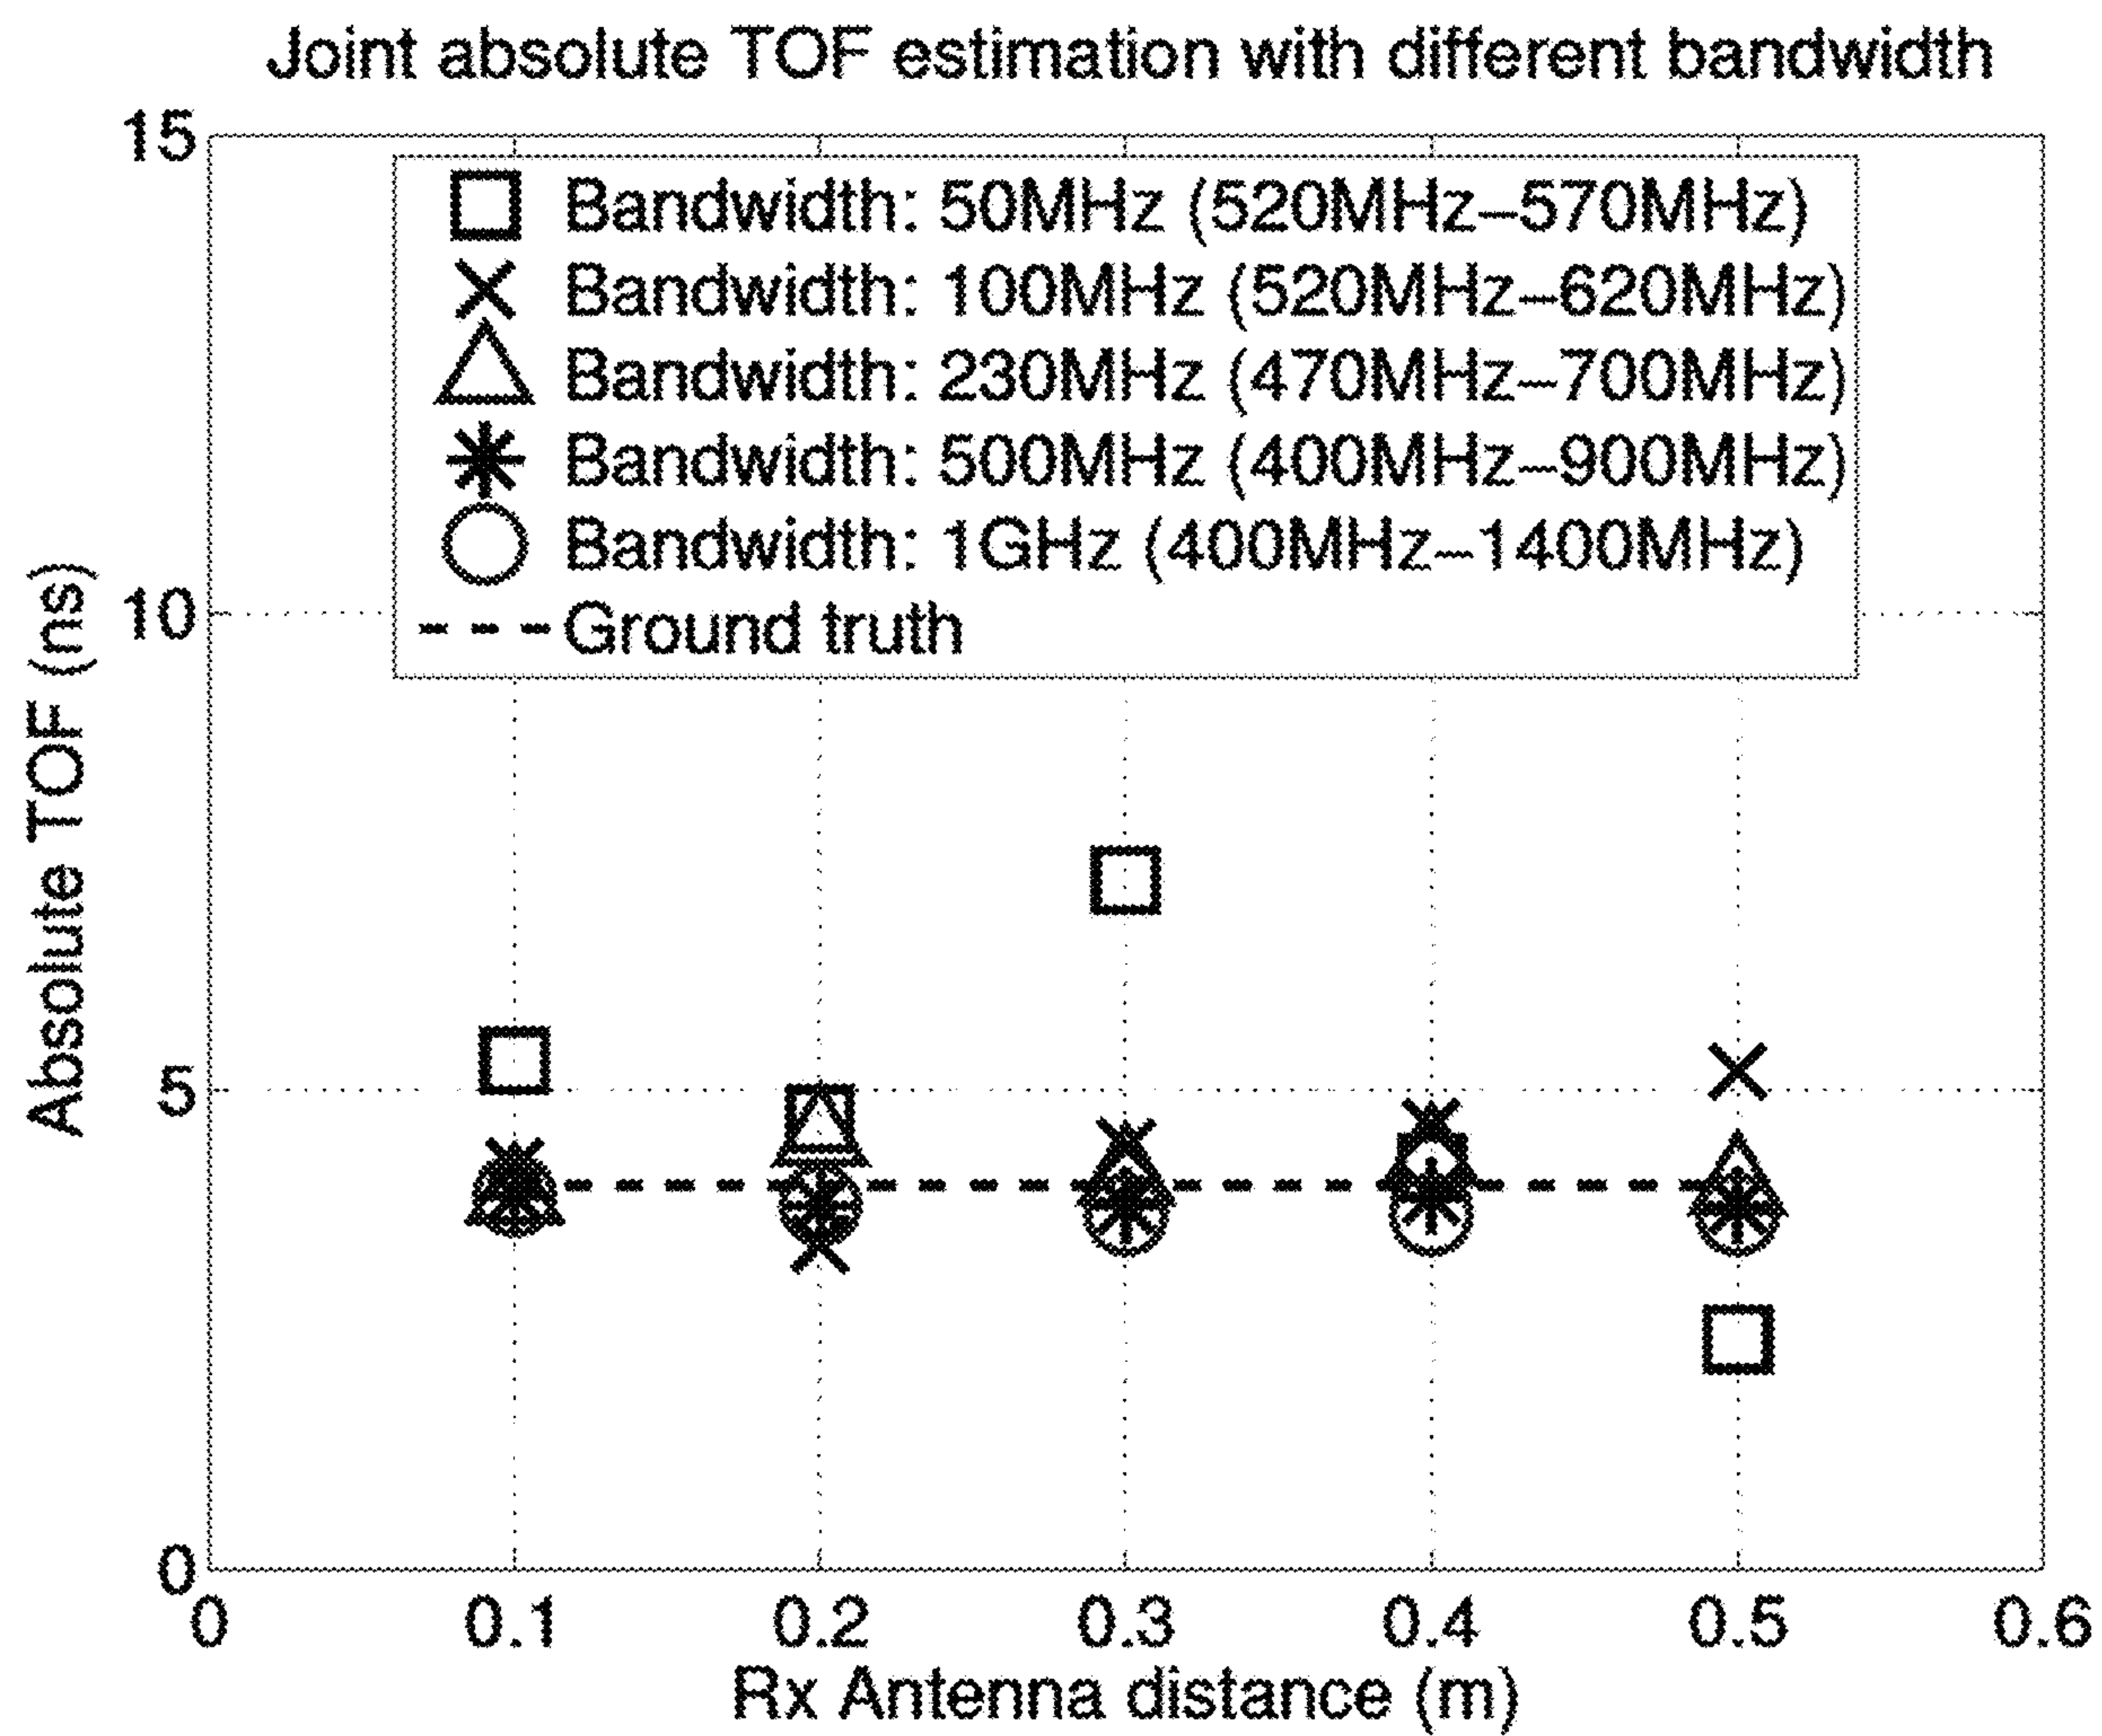 Joint absolute TOF estimation with different bandwidth
15
Bandwidth: 50MHz (520MHz–570MHz)
Bandwidth: 100MHz (520MHz–620MHz)
Bandwidth: 230MHz (470MHz–700MHz)
Bandwidth: 500MHz (400MHz–900MHz)
Bandwidth: 1GHz (400MHz–1400MHz)
Ground truth
10
Absolute TOF (ns)
5
0
0 0.1 0.2 0.3 0.4 0.5 0.6
Rx Antenna distance (m)